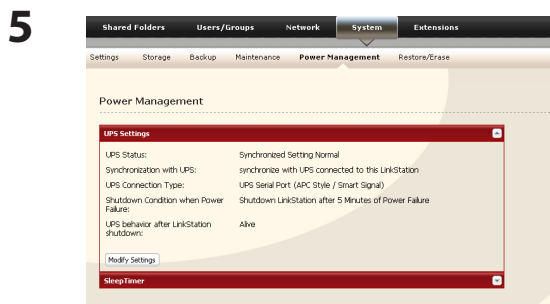 5
Shared Folders Users/Groups Network System Extensions
Settings Storage Backup Maintenance Power Management Restore/Erase
Power Management
UPS Settings
UPS Status: Synchronized Setting Normal
Synchronization with UPS: synchronize with UPS connected to this LinkStation
UPS Connection Type: UPS Serial Port (APC Style / Smart Signal)
Shutdown Condition when Power Failure: Shutdown LinkStation after 5 Minutes of Power Failure
UPS behavior after LinkStation shutdown: Alive
Modify Settings
SleepTimer